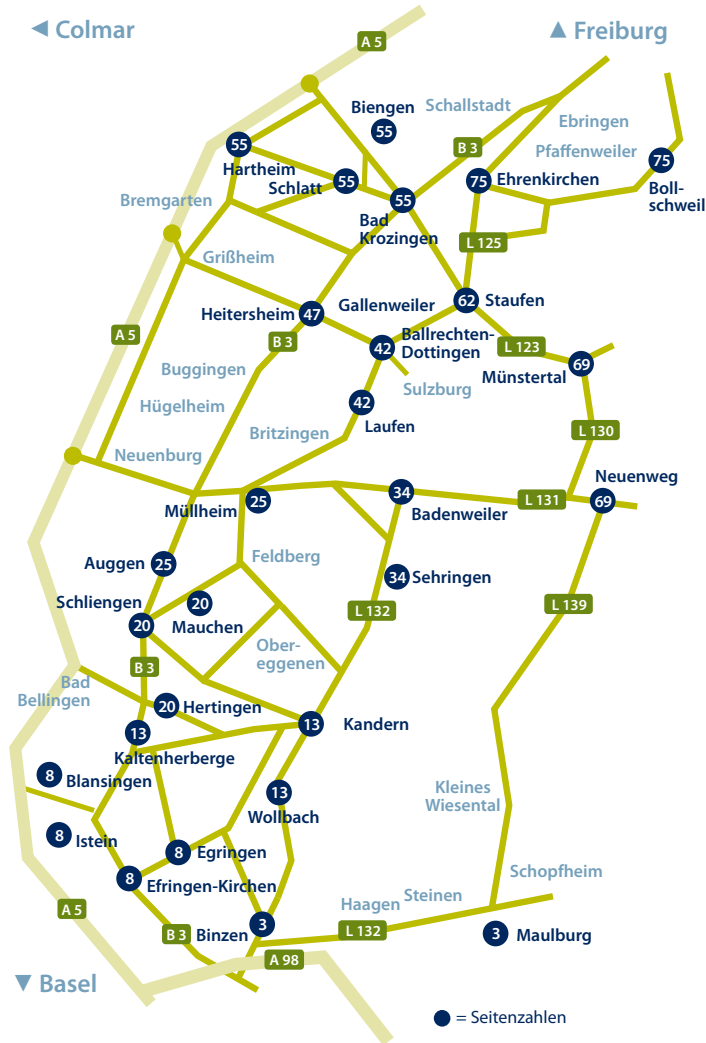 ◀ Colmar
▲ Freiburg
A 5
Biengen
55
Schallstadt
Ebringen
B 3
Pfaffenweiler
55
Hartheim
Schlatt
55
75
Ehrenkirchen
75
Boll-
schweil
Bremgarten
55
Bad
Krozingen
L 125
Grißheim
Heitersheim
47
Gallenweiler
62
Staufen
A 5
B 3
42
Ballrechten-
Dottingen
L 123
69
Münstertal
Buggingen
Sulzburg
Hügelheim
42
Laufen
Britzingen
L 130
Neuenburg
Neuenweg
Müllheim
25
34
Badenweiler
L 131
69
Auggen
25
Feldberg
34
Sehringen
Schliengen
20
20
Mauchen
L 132
L 139
Ober-
eggenen
B 3
Bad
Bellingen
20
Hertingen
13
Kaltenherberge
13
Kandern
8
Blansingen
13
Wollbach
Kleines
Wiesental
8
Istein
8
Egringen
8
Efringen-Kirchen
Schopfheim
Steinen
Haagen
A 5
B 3
Binzen
3
L 132
3
Maulburg
A 98
▼ Basel
= Seitenzahlen